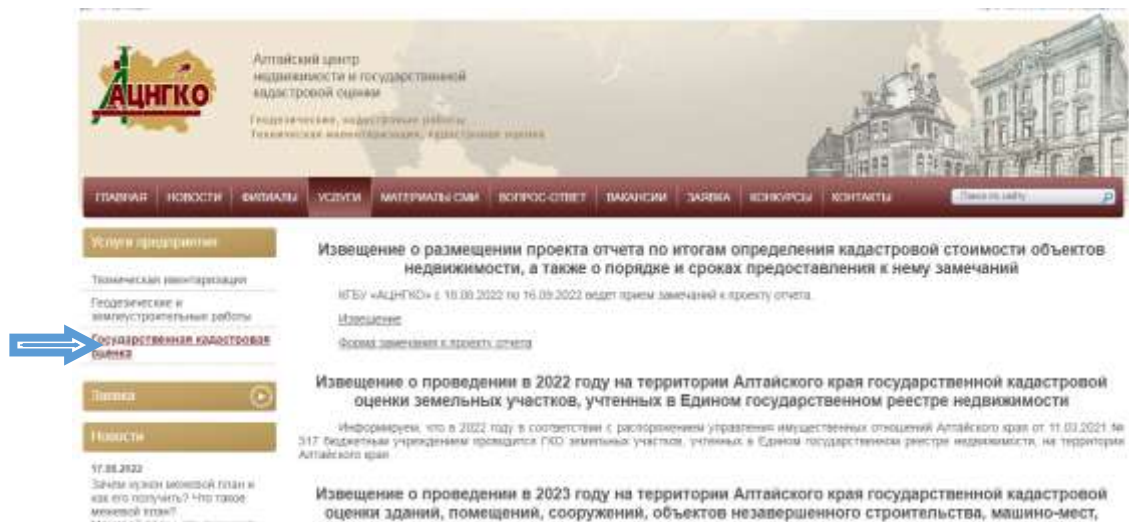 АЦНГКО
Алтайский центр
недвижимости и государственной
кадастровой оценки
Геодезические, кадастровые работы
Техническая инвентаризация, кадастровая оценка
ГЛАВНАЯ НОВОСТИ ФИЛИАЛЫ УСЛУГИ МАТЕРИАЛЫ СМИ ВОПРОС-ОТВЕТ ВАКАНСИИ ЗАЯВКА КОНКУРСЫ КОНТАКТЫ Поиск по сайту
Услуги предприятия
Техническая инвентаризация
Геодезические и
землеустроительные работы
Государственная кадастровая
оценка
Заявка
Новости
17.08.2022
Зачем нужен межевой план и
как его получить? Что такое
межевой план?
Извещение о размещении проекта отчета по итогам определения кадастровой стоимости объектов
недвижимости, а также о порядке и сроках предоставления к нему замечаний
КГБУ «АЦНГКО» с 18.08.2022 по 16.09.2022 ведет прием замечаний к проекту отчета
Извещение
Форма замечания к проекту отчета
Извещение о проведении в 2022 году на территории Алтайского края государственной кадастровой
оценки земельных участков, учтенных в Едином государственном реестре недвижимости
Информируем, что в 2022 году в соответствии с распоряжением управления имущественных отношений Алтайского края от 11.03.2021 №
317 бюджетным учреждением проводится ГКО земельных участков, учтенных в Едином государственном реестре недвижимости, на территории
Алтайского края
Извещение о проведении в 2023 году на территории Алтайского края государственной кадастровой
оценки зданий, помещений, сооружений, объектов незавершенного строительства, машино-мест,